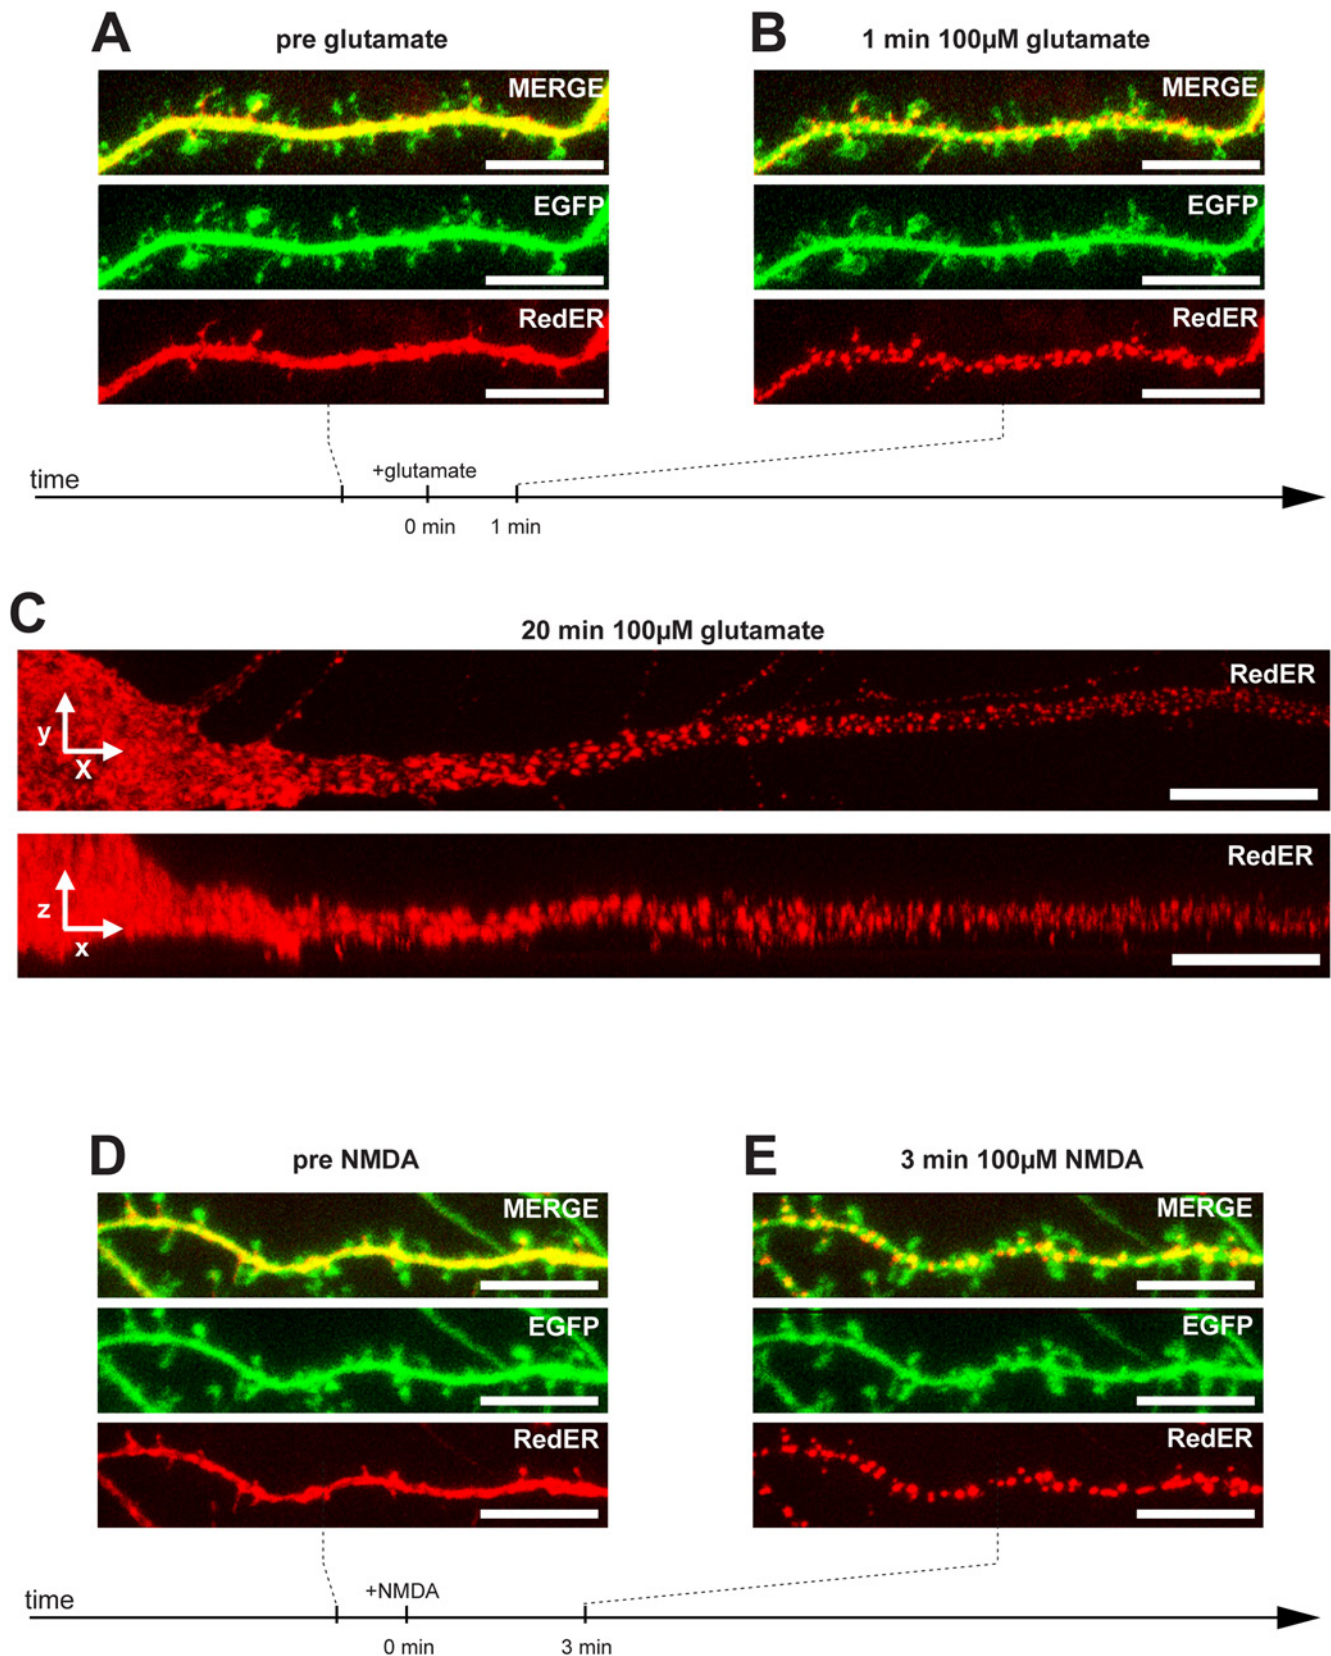 A pre glutamate
B 1 min 100µM glutamate
MERGE
MERGE
EGFP
EGFP
RedER
RedER
time
+glutamate
0 min 1 min
C
20 min 100µM glutamate
RedER
y
X
RedER
z
x
D pre NMDA
E 3 min 100µM NMDA
MERGE
MERGE
EGFP
EGFP
RedER
RedER
time
+NMDA
0 min 3 min